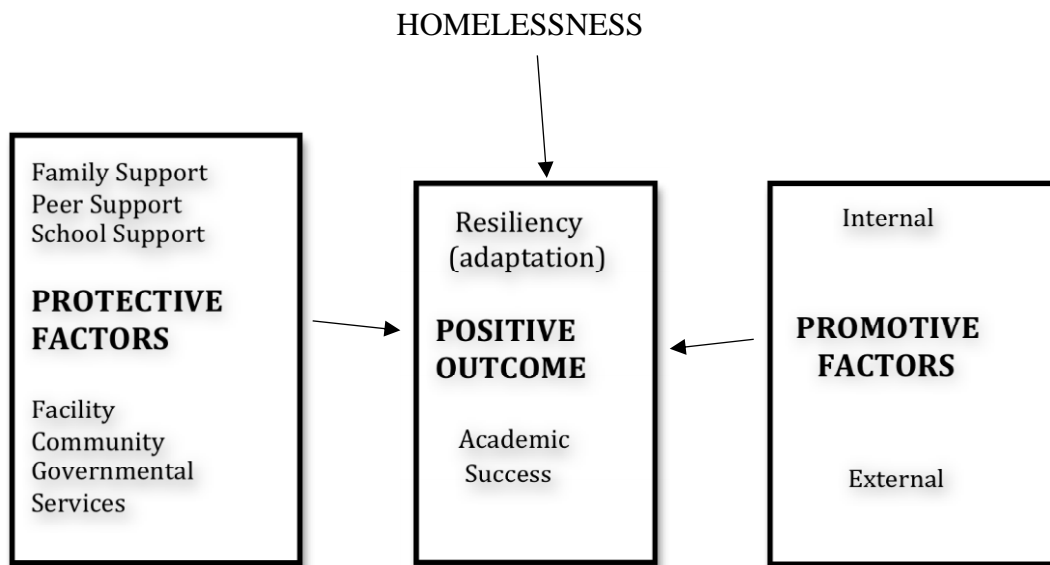 HOMELESSNESS
Family Support
Peer Support
School Support
PROTECTIVE
FACTORS
Facility
Community
Governmental
Services
Resiliency
(adaptation)
POSITIVE
OUTCOME
Academic
Success
Internal
PROMOTIVE
FACTORS
External